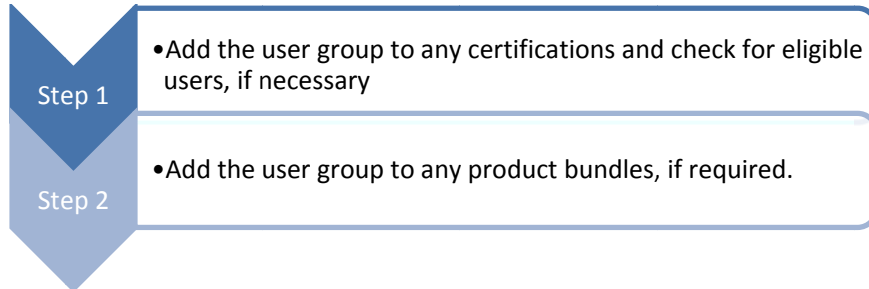 Step 1
•Add the user group to any certifications and check for eligible
users, if necessary
Step 2
•Add the user group to any product bundles, if required.